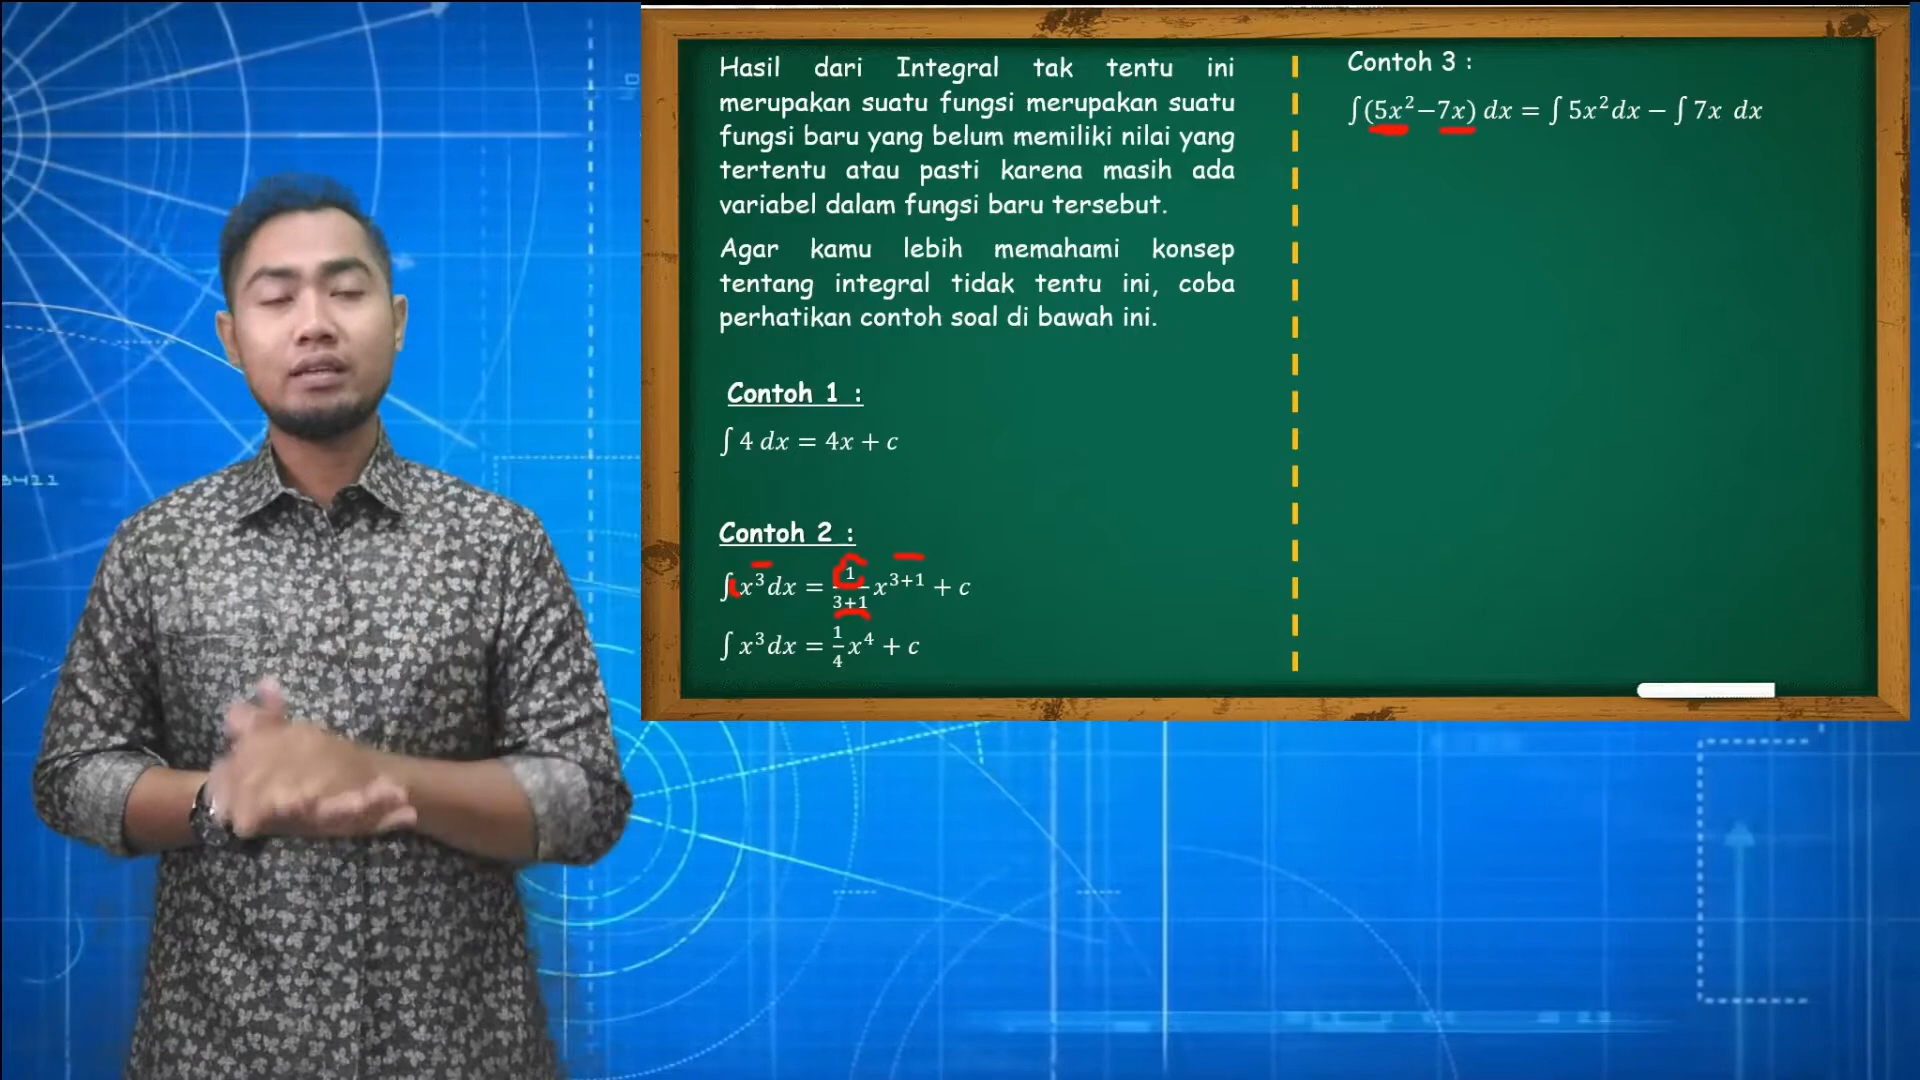 Hasil dari Integral tak tentu ini
merupakan suatu fungsi merupakan suatu
fungsi baru yang belum memiliki nilai yang
tertentu atau pasti karena masih ada
variabel dalam fungsi baru tersebut.
Agar kamu lebih memahami konsep
tentang integral tidak tentu ini, coba
perhatikan contoh soal di bawah ini.
Contoh 1 :
∫ 4 dx = 4x + c
Contoh 2 :
∫ x³dx = 1/(3+1) x³⁺¹ + c
∫ x³dx = 1/4 x⁴ + c
Contoh 3 :
∫(5x²−7x) dx = ∫ 5x²dx − ∫ 7x dx